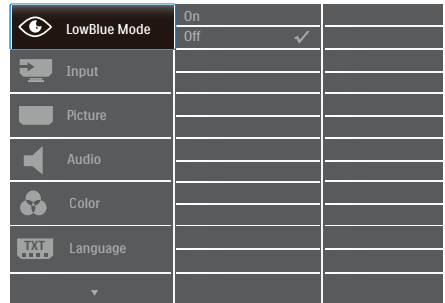 LowBlue Mode
On
Off
Input
Picture
Audio
Color
TXT
Language